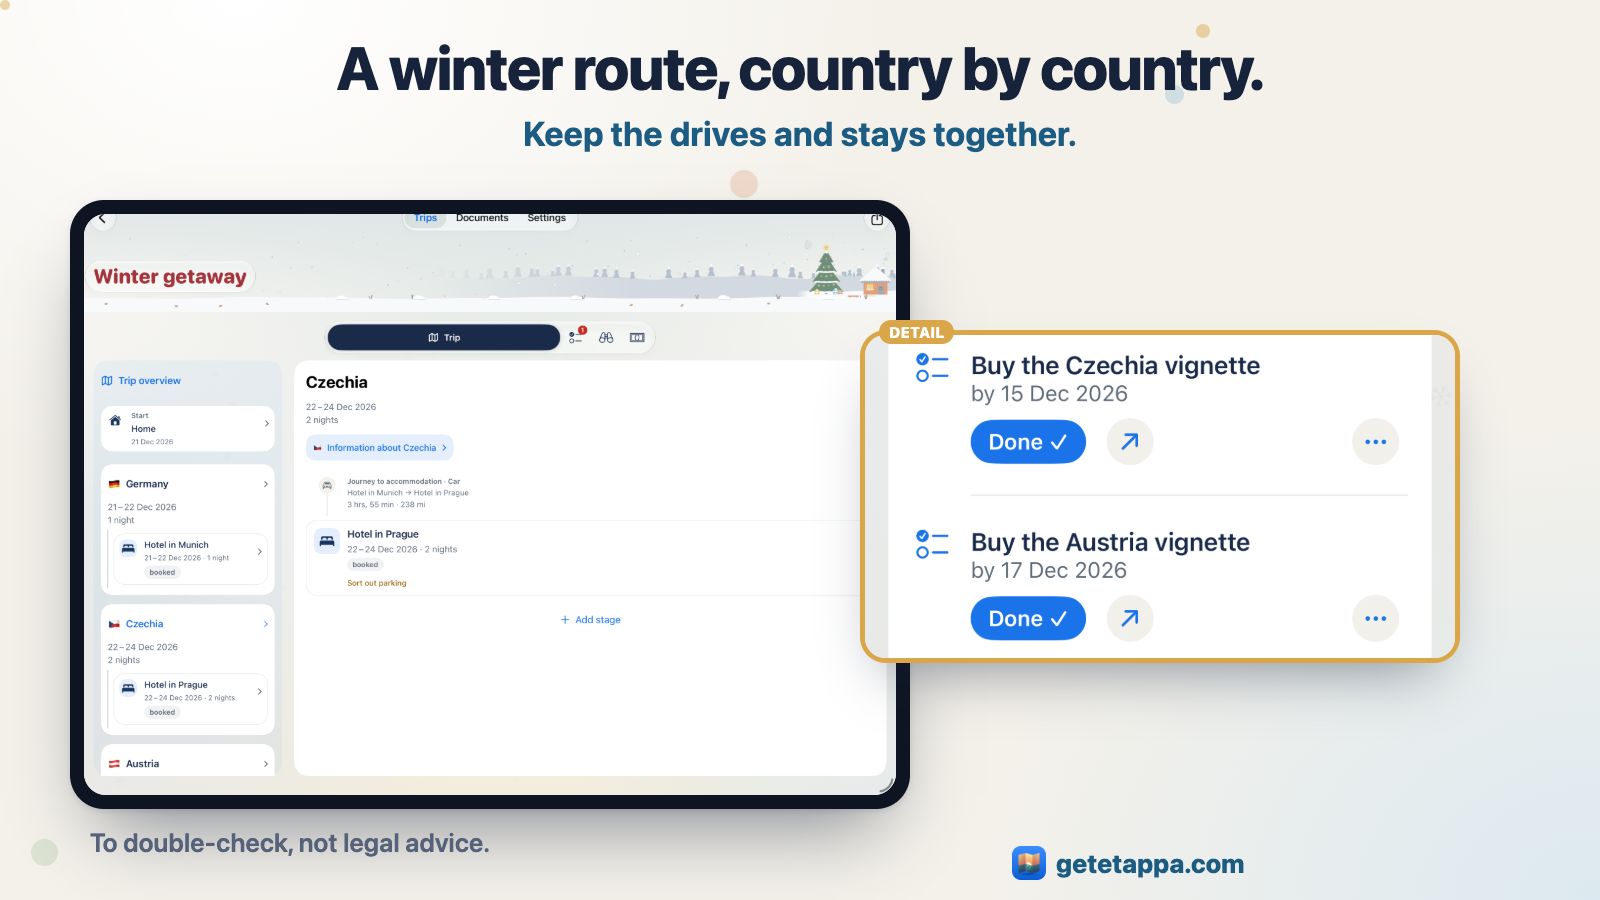 A winter route, country by country.
Keep the drives and stays together.
Trips Documents Settings
Winter getaway
Trip
1
Trip overview
Start
Home
21 Dec 2026
Germany
21–22 Dec 2026
1 night
Hotel in Munich
21–22 Dec 2026 · 1 night
booked
Czechia
22–24 Dec 2026
2 nights
Hotel in Prague
22–24 Dec 2026 · 2 nights
booked
Austria
Czechia
22–24 Dec 2026
2 nights
Information about Czechia
Journey to accommodation · Car
Hotel in Munich → Hotel in Prague
3 hrs, 55 min · 238 mi
Hotel in Prague
22–24 Dec 2026 · 2 nights
booked
Sort out parking
+ Add stage
DETAIL
Buy the Czechia vignette
by 15 Dec 2026
Done ✓
Buy the Austria vignette
by 17 Dec 2026
Done ✓
To double-check, not legal advice.
getetappa.com